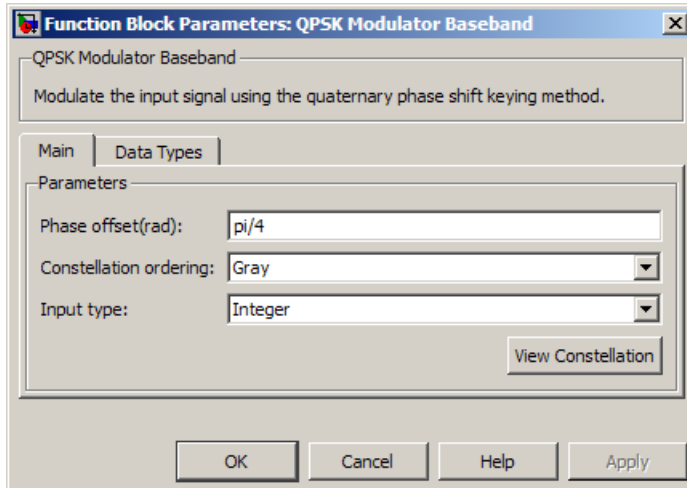 Function Block Parameters: QPSK Modulator Baseband
QPSK Modulator Baseband
Modulate the input signal using the quaternary phase shift keying method.
Main Data Types
Parameters
Phase offset(rad): pi/4
Constellation ordering: Gray
Input type: Integer
View Constellation
OK Cancel Help Apply